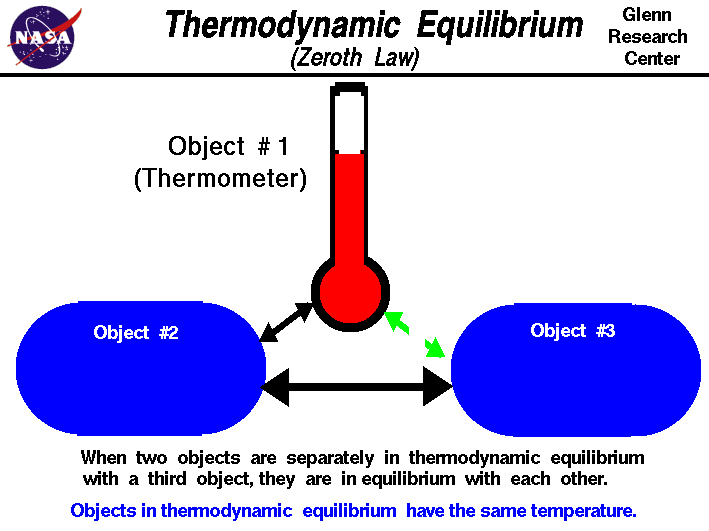 NASA
Thermodynamic Equilibrium
(Zeroth Law)
Glenn
Research
Center
Object # 1
(Thermometer)
Object #2
Object #3
When two objects are separately in thermodynamic equilibrium
with a third object, they are in equilibrium with each other.
Objects in thermodynamic equilibrium have the same temperature.